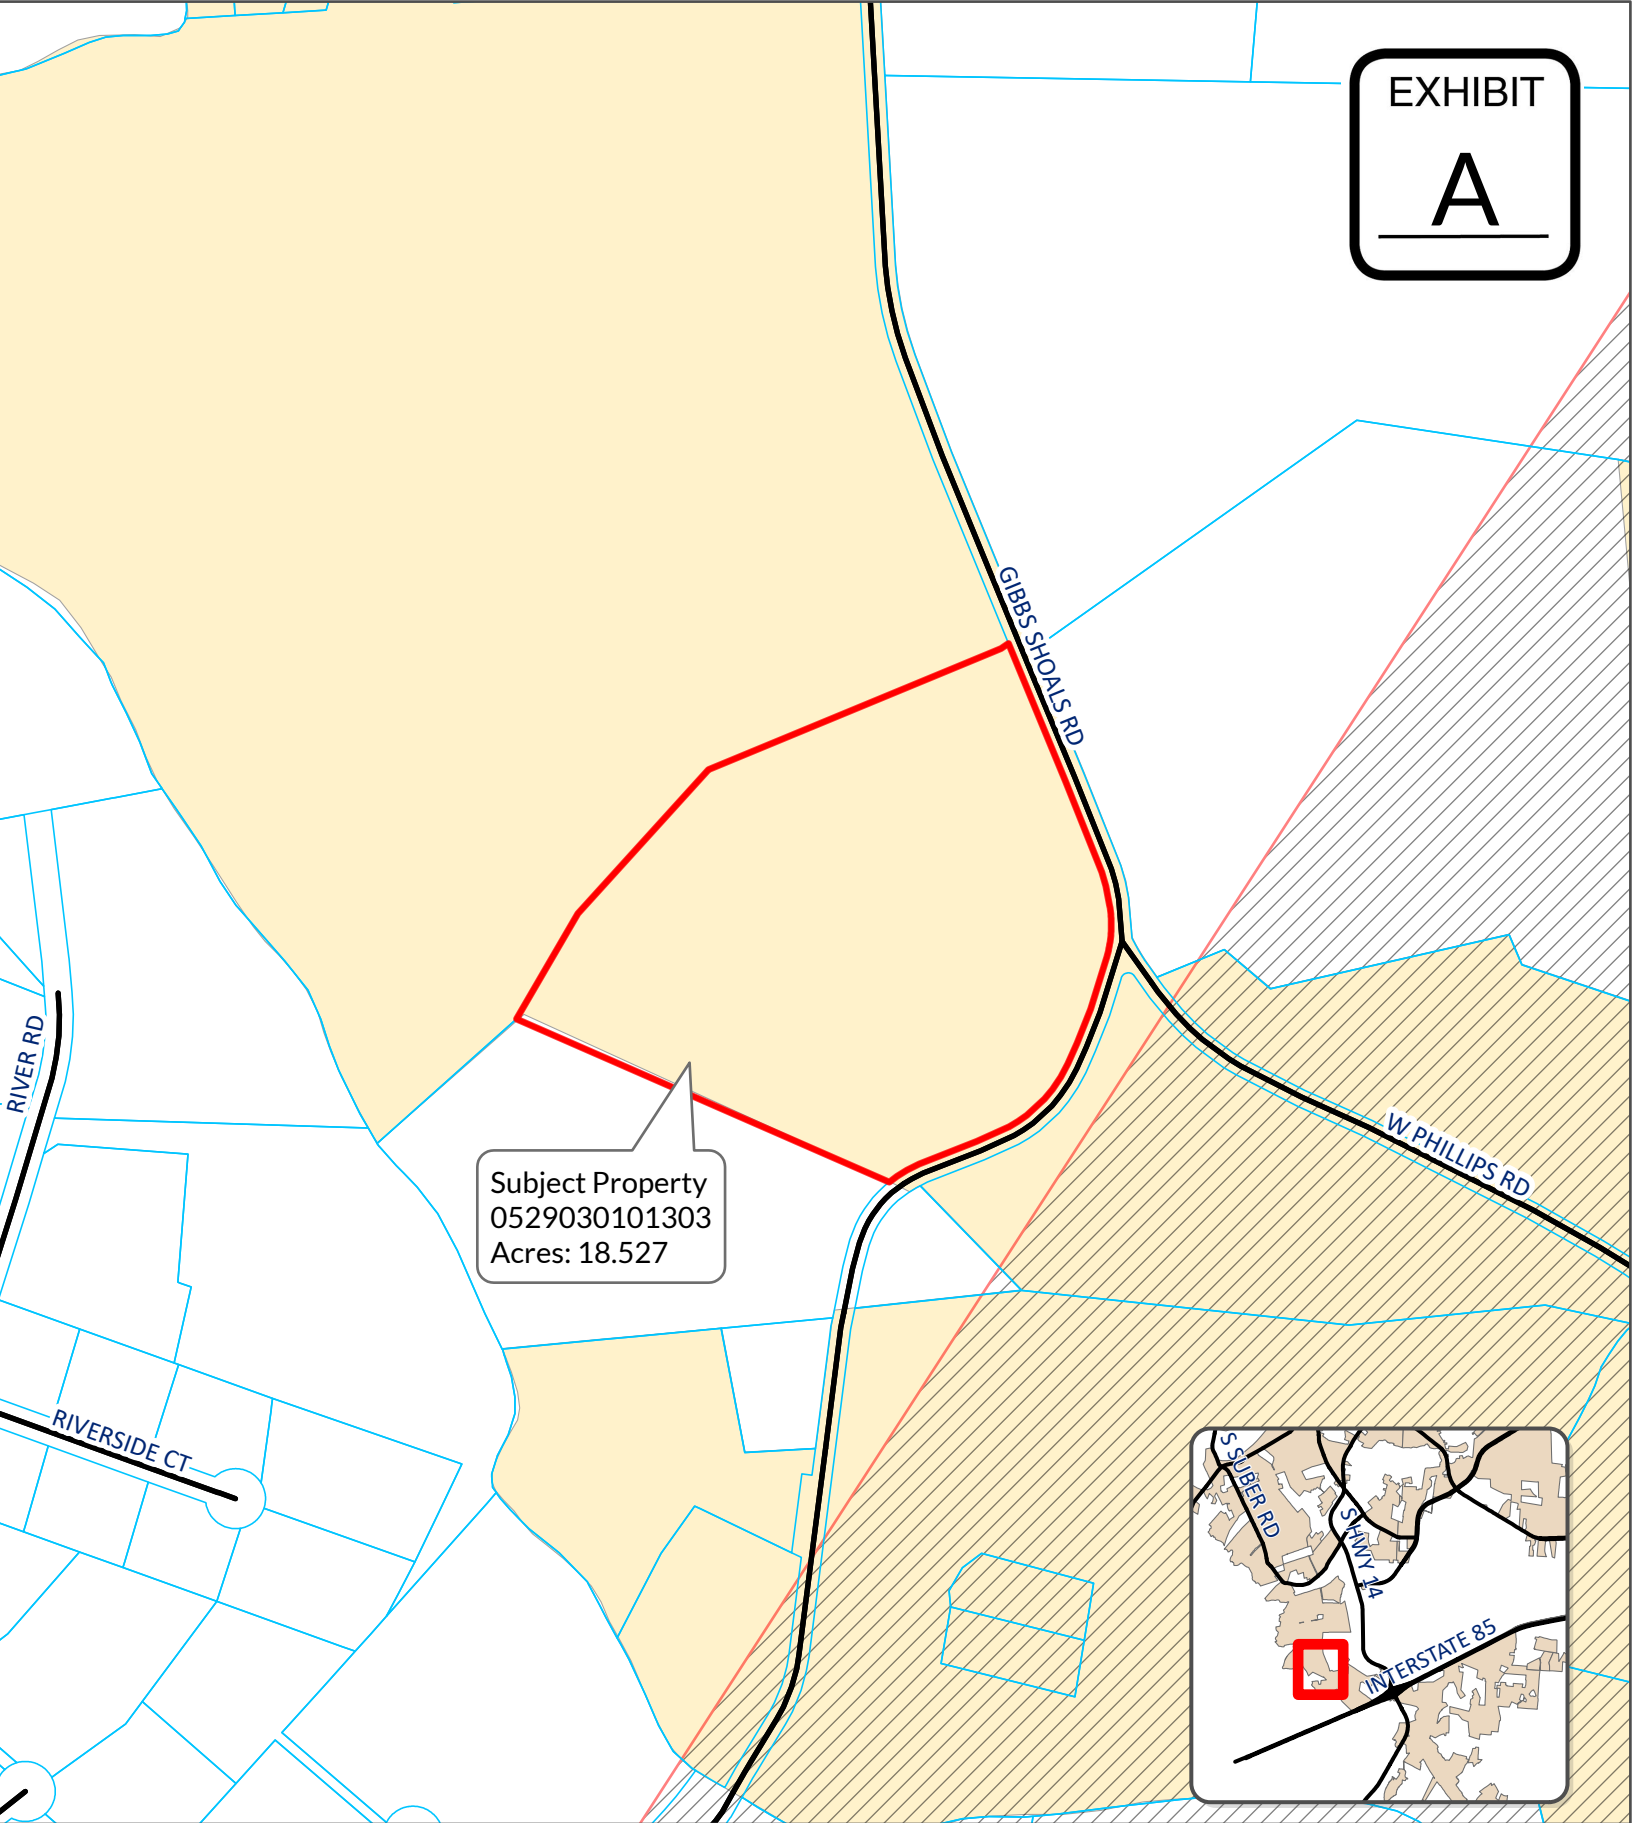 EXHIBIT
A
GIBBS SHOALS RD
RIVER RD
W PHILLIPS RD
Subject Property
0529030101303
Acres: 18.527
RIVERSIDE CT
S SUBER RD
S HWY 14
INTERSTATE 85